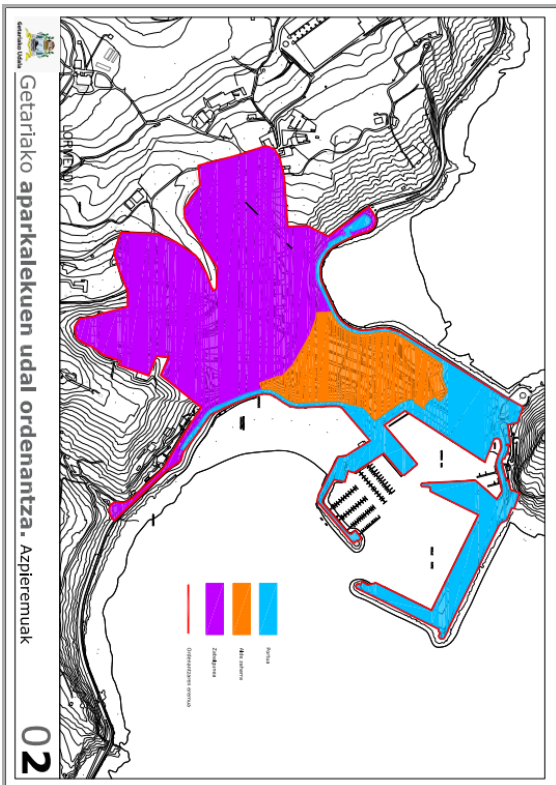 Getariako Udala
Getariako aparkalekuen udal ordenantza. Azpieremuak
02
Portua
Alde zaharra
Zabalgunea
Ordenantzaren eremua